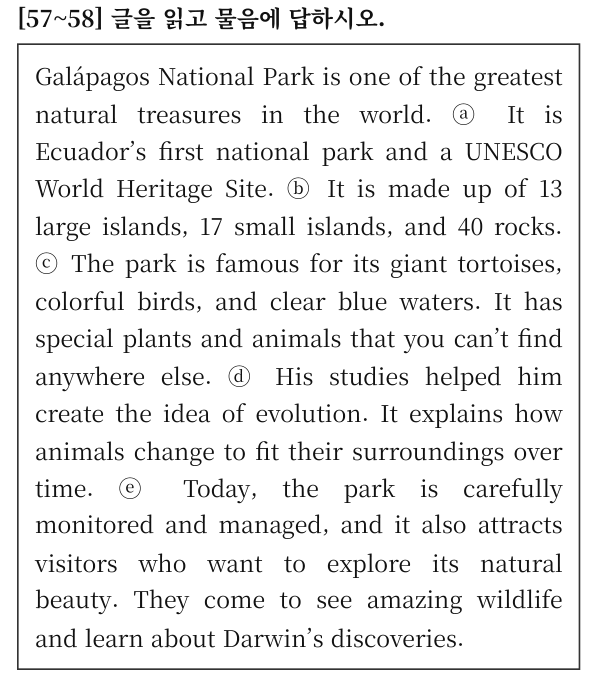 [57~58] 글을 읽고 물음에 답하시오.
Galápagos National Park is one of the greatest
natural treasures in the world. ⓐ It is
Ecuador’s first national park and a UNESCO
World Heritage Site. ⓑ It is made up of 13
large islands, 17 small islands, and 40 rocks.
ⓒ The park is famous for its giant tortoises,
colorful birds, and clear blue waters. It has
special plants and animals that you can’t find
anywhere else. ⓓ His studies helped him
create the idea of evolution. It explains how
animals change to fit their surroundings over
time. ⓔ Today, the park is carefully
monitored and managed, and it also attracts
visitors who want to explore its natural
beauty. They come to see amazing wildlife
and learn about Darwin’s discoveries.